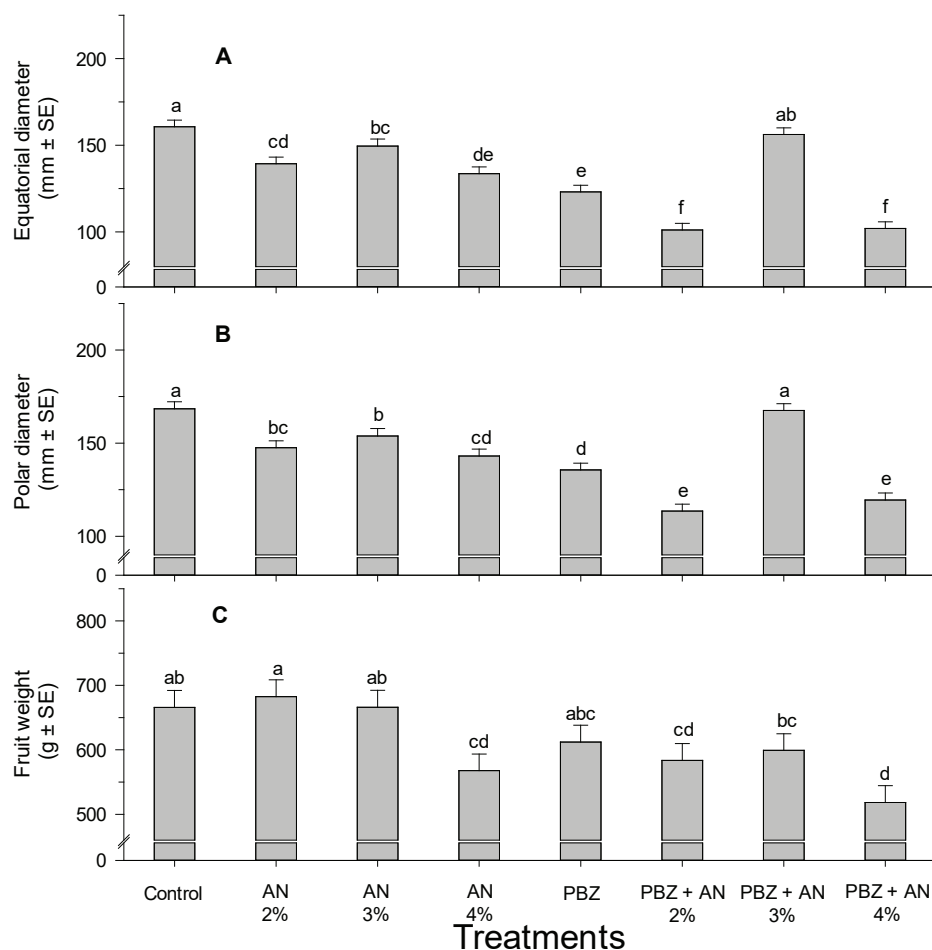 A
200
150
100
0
Equatorial diameter
(mm ± SE)
a
cd
bc
de
e
f
ab
f
B
200
150
100
0
Polar diameter
(mm ± SE)
a
bc
b
cd
d
e
a
e
C
800
700
600
500
0
Fruit weight
(g ± SE)
ab
a
ab
cd
abc
cd
bc
d
Control
AN
2%
AN
3%
AN
4%
PBZ
PBZ + AN
2%
PBZ + AN
3%
PBZ + AN
4%
Treatments